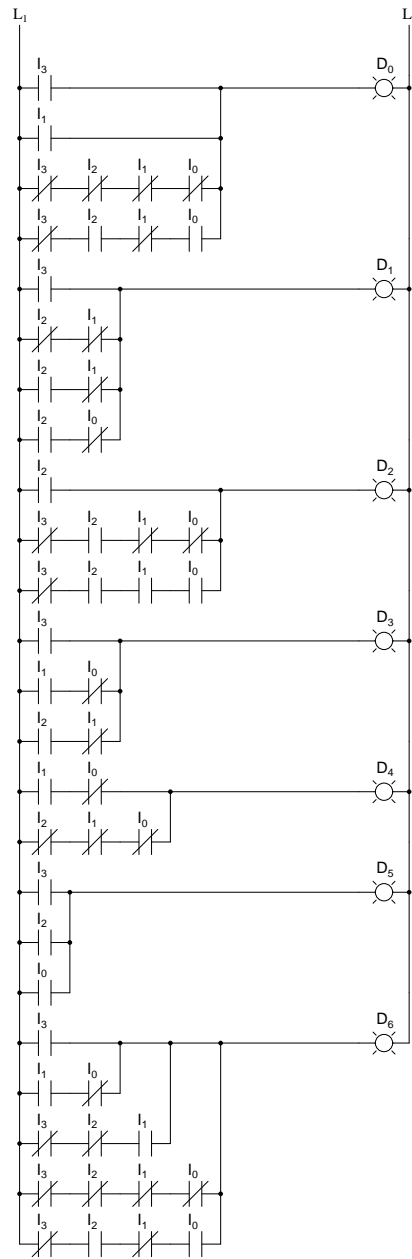 L₁ L
I₃ D₀
I₁
I₃ I₂ I₁ I₀
I₃ I₂ I₁ I₀
I₃ D₁
I₂ I₁
I₂ I₁
I₂ I₀
I₂ D₂
I₃ I₂ I₁ I₀
I₃ I₂ I₁ I₀
I₃ D₃
I₁ I₀
I₂ I₁
I₁ I₀ D₄
I₂ I₁ I₀
I₃ D₅
I₂
I₀
I₃ D₆
I₁ I₀
I₃ I₂ I₁
I₃ I₂ I₁ I₀
I₃ I₂ I₁ I₀